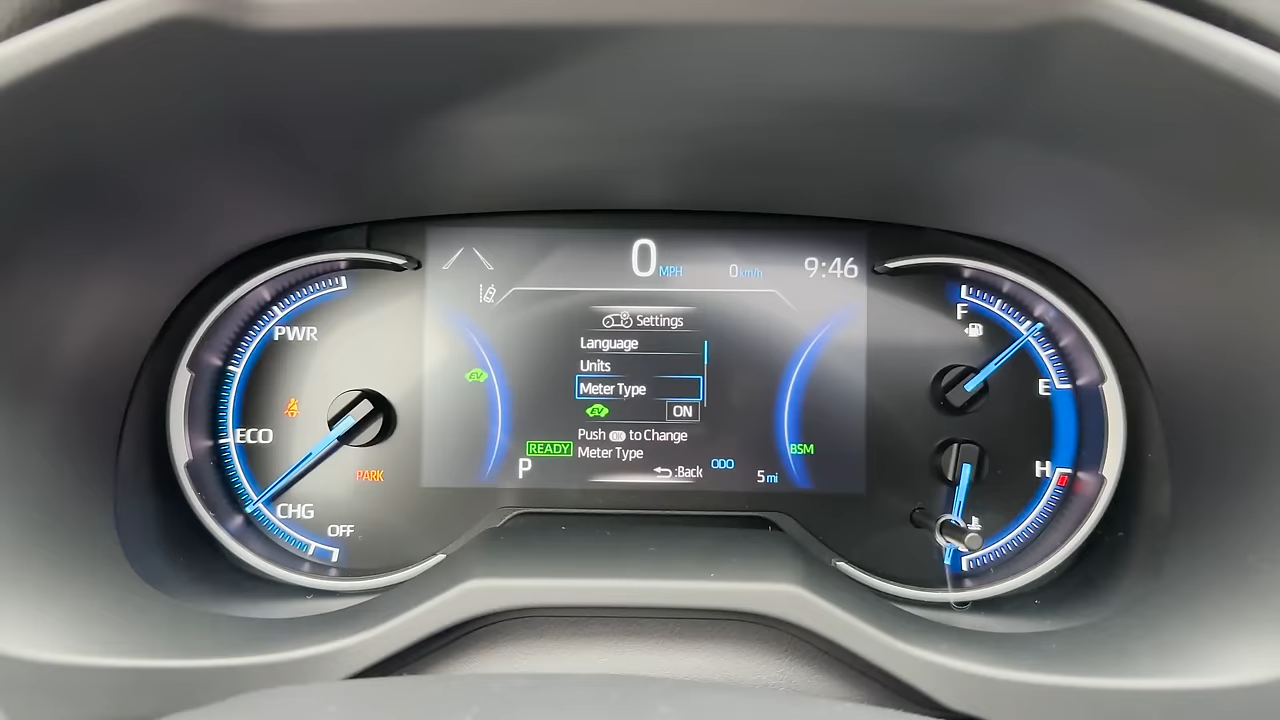 0 MPH
0 km/h
9:46
Settings
Language
Units
Meter Type
EV ON
Push OK to Change
Meter Type
Back
EV
READY
P
ODO
5 mi
BSM
PWR
ECO
PARK
CHG
OFF
F
E
H